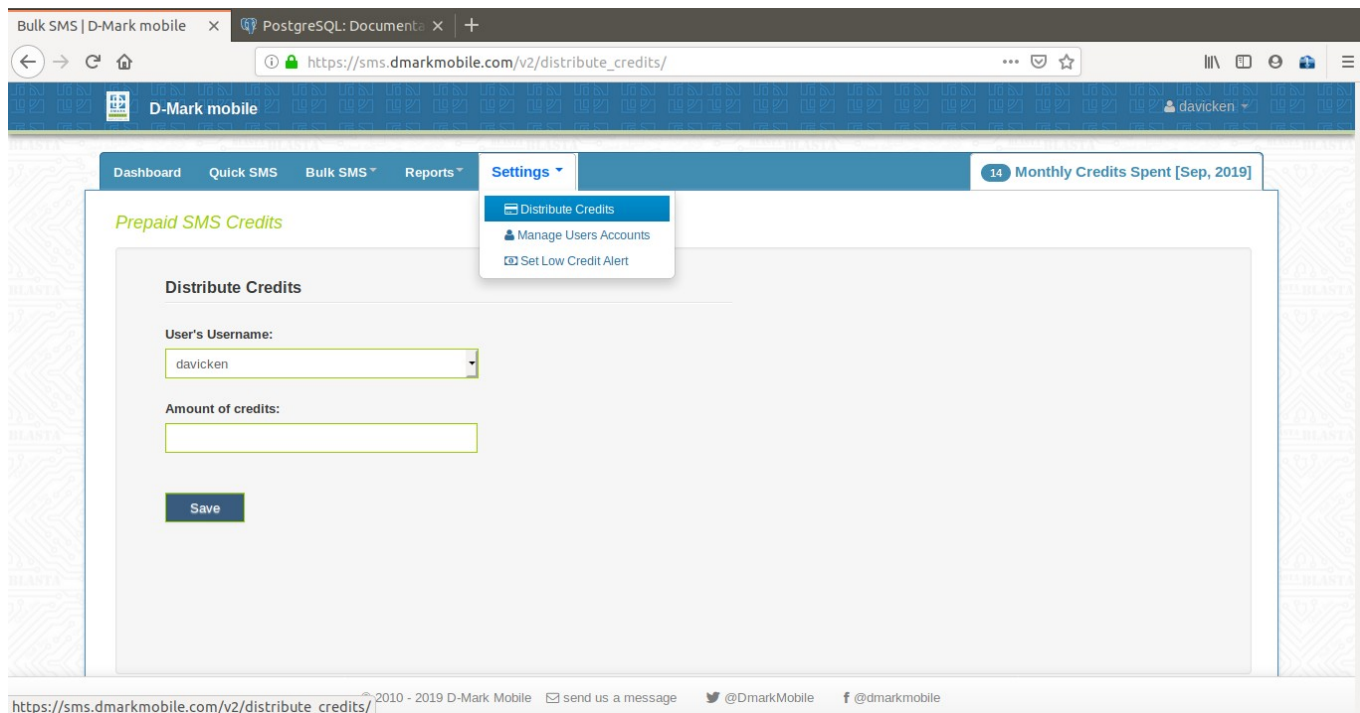 Bulk SMS | D-Mark mobile
PostgreSQL: Documenta
https://sms.dmarkmobile.com/v2/distribute_credits/
D-Mark mobile
davicken
Dashboard
Quick SMS
Bulk SMS
Reports
Settings
14 Monthly Credits Spent [Sep, 2019]
Distribute Credits
Manage Users Accounts
Set Low Credit Alert
Prepaid SMS Credits
Distribute Credits
User's Username:
davicken
Amount of credits:
Save
2010 - 2019 D-Mark Mobile
send us a message
@DmarkMobile
@dmarkmobile
https://sms.dmarkmobile.com/v2/distribute_credits/